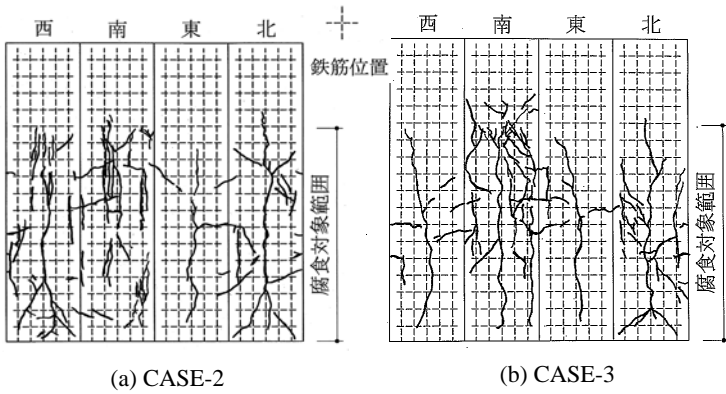 西 南 東 北
鉄筋位置
腐食対象範囲
(a) CASE-2
西 南 東 北
腐食対象範囲
(b) CASE-3